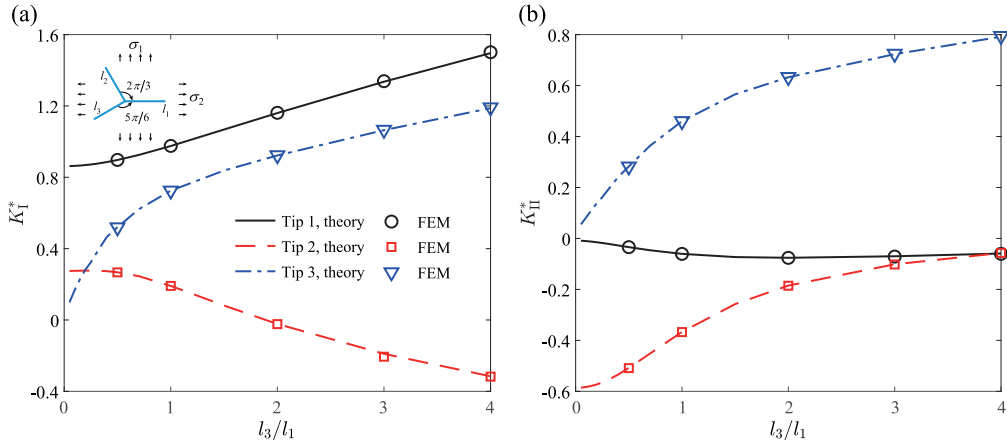 (a)
1.6
1.2
0.8
0.4
0
-0.4
K*I
σ1
σ2
l2
2π/3
l3
l1
5π/6
Tip 1, theory FEM
Tip 2, theory FEM
Tip 3, theory FEM
0 1 2 3 4
l3/l1
(b)
0.8
0.6
0.4
0.2
0
-0.2
-0.4
-0.6
K*II
0 1 2 3 4
l3/l1